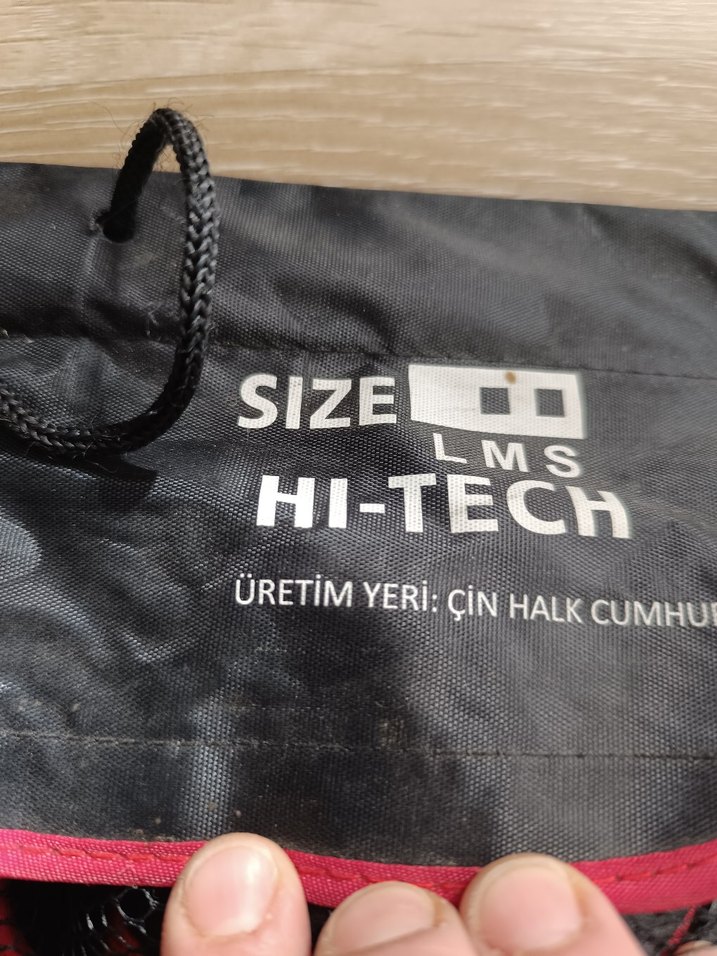 SIZE
L M S
HI-TECH
ÜRETİM YERİ: ÇİN HALK